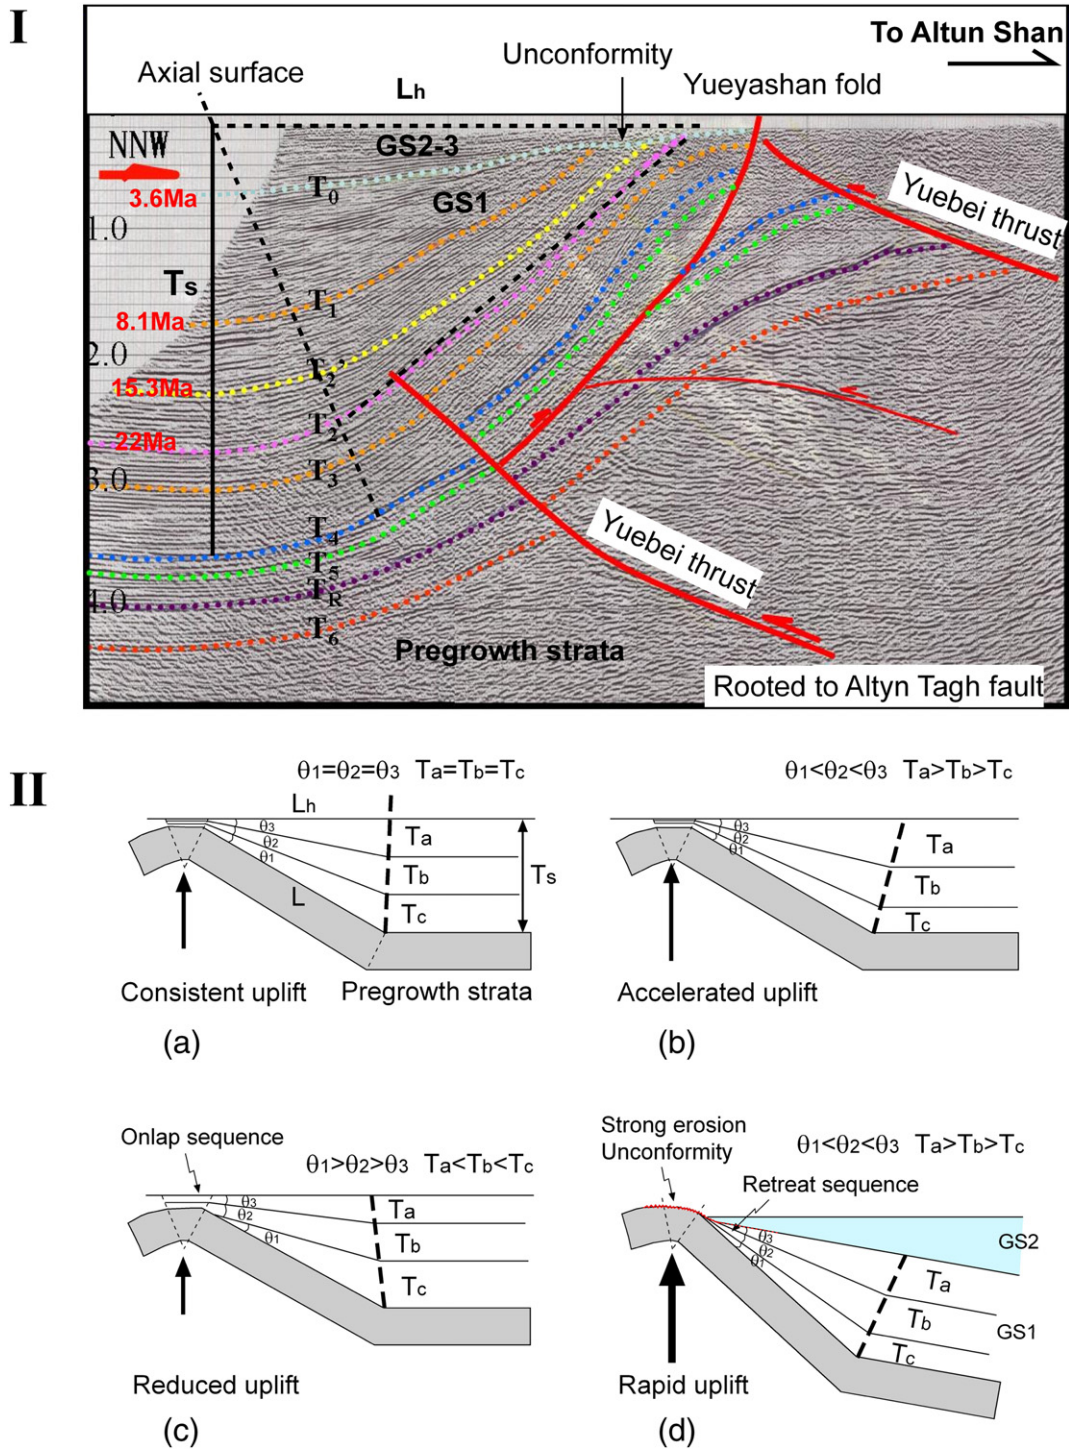 I
To Altun Shan
Unconformity
Axial surface
Lh
Yueyashan fold
NNW
GS2-3
3.6Ma
T0
GS1
Yuebei thrust
1.0
Ts
T1
8.1Ma
2.0
T2'
15.3Ma
T2
22Ma
3.0
T3
T4
Yuebei thrust
T5
TR
4.0
T6
Pregrowth strata
Rooted to Altyn Tagh fault
II
θ1=θ2=θ3 Ta=Tb=Tc
Lh
θ3
θ2
θ1
Ta
Tb
Ts
L
Tc
Consistent uplift
Pregrowth strata
(a)
θ1<θ2<θ3 Ta>Tb>Tc
θ3
θ2
θ1
Ta
Tb
Tc
Accelerated uplift
(b)
Onlap sequence
θ1>θ2>θ3 Ta<Tb<Tc
θ3
θ2
θ1
Ta
Tb
Tc
Reduced uplift
(c)
Strong erosion
Unconformity
θ1<θ2<θ3 Ta>Tb>Tc
Retreat sequence
θ3
θ2
θ1
GS2
Ta
Tb
GS1
Tc
Rapid uplift
(d)